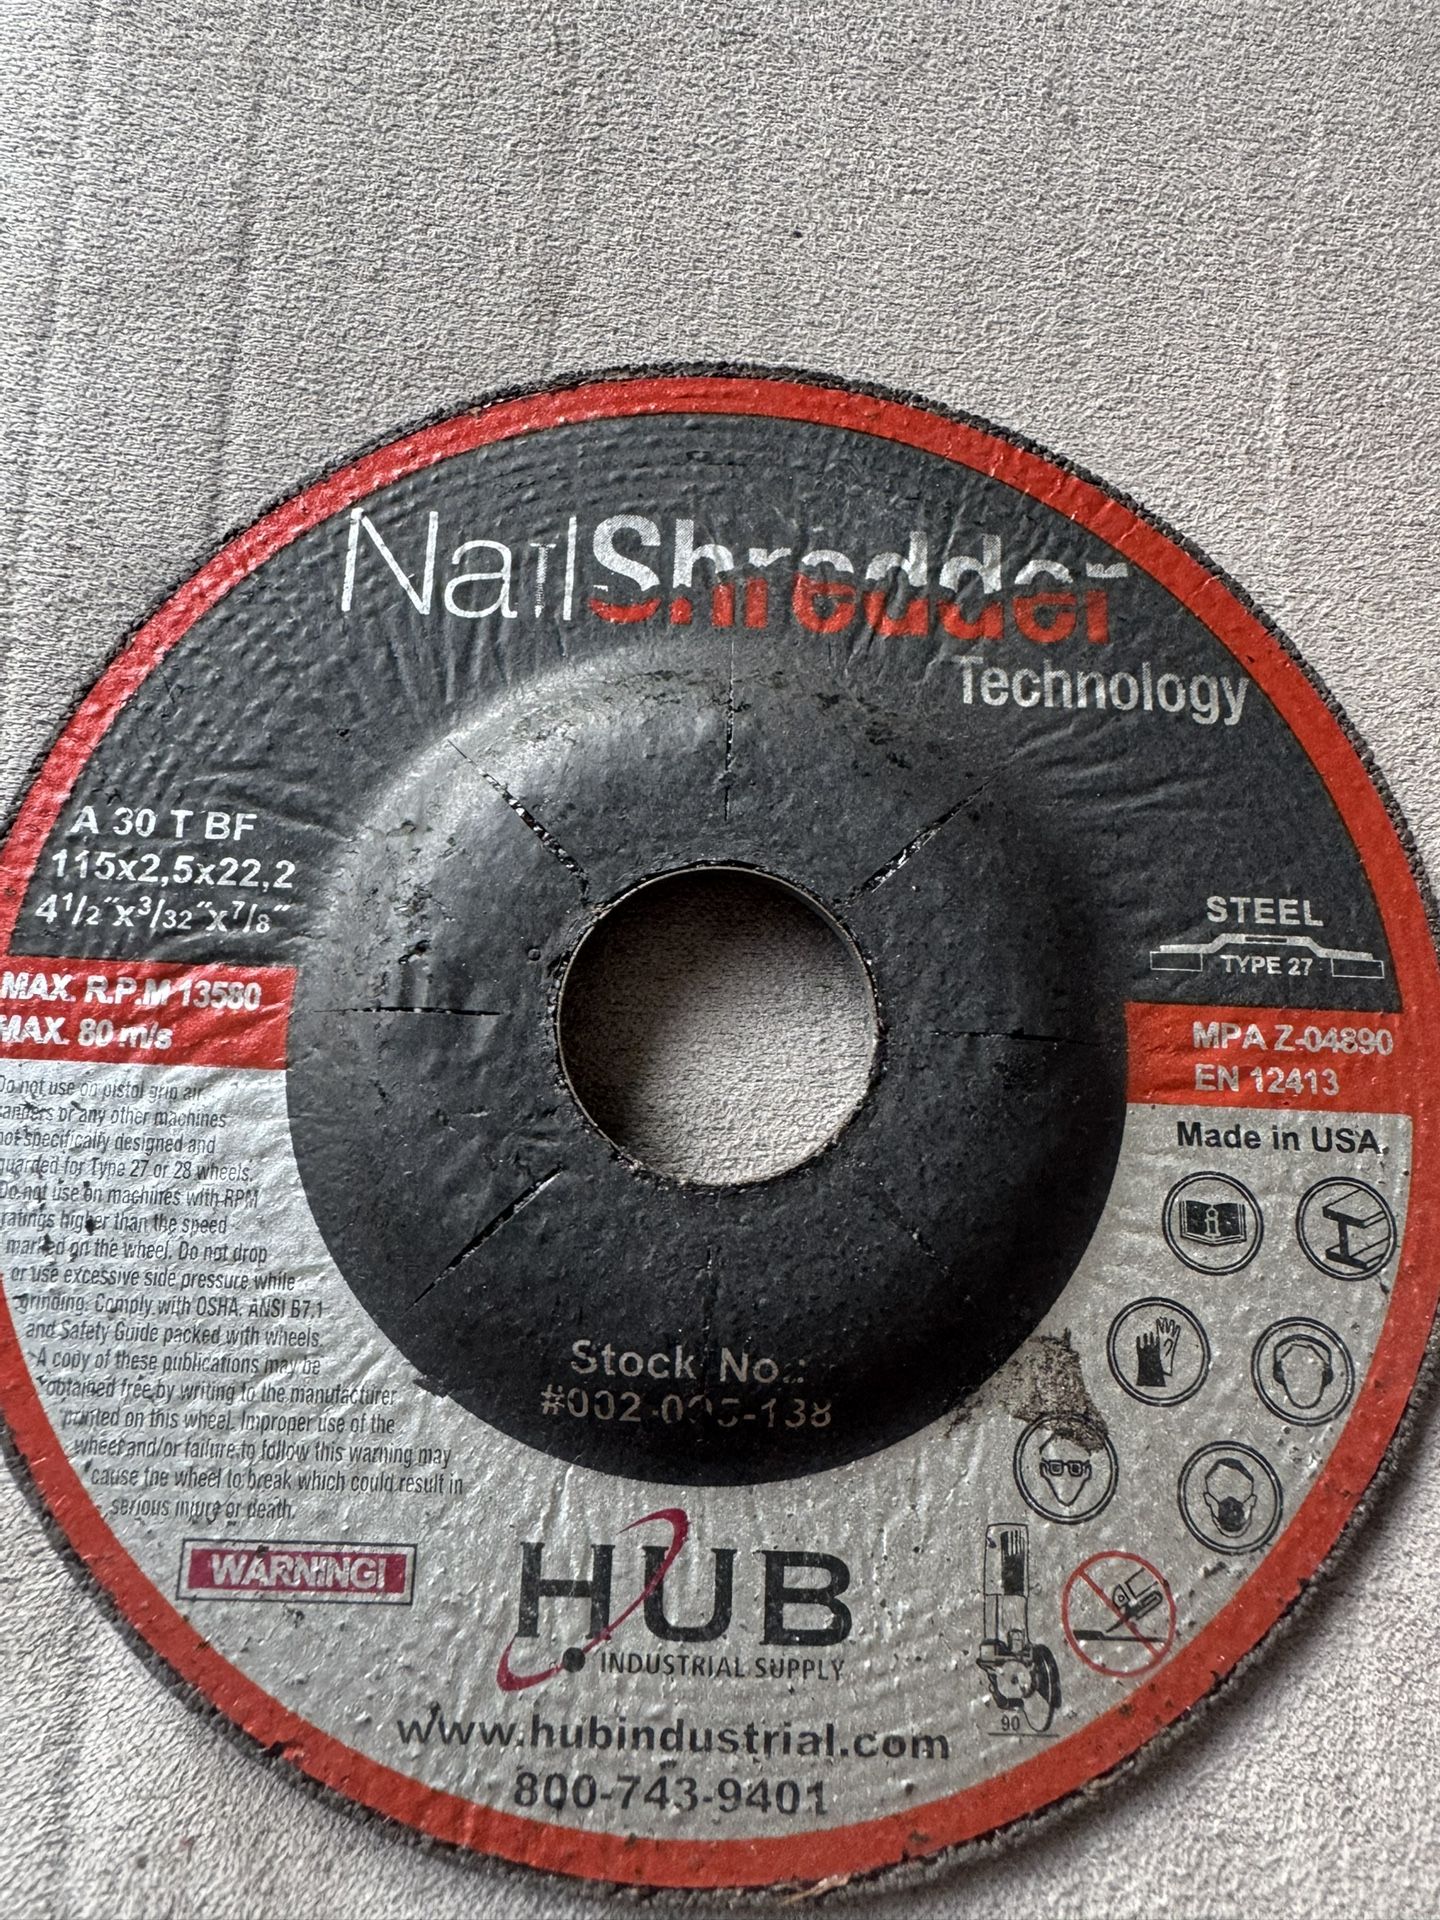 NailShredder
Technology
A 30 T BF
115x2,5x22,2
4 1/2"x3/32"x7/8"
MAX. R.P.M 13580
MAX. 80 m/s
STEEL
TYPE 27
MPA Z-04890
EN 12413
Made in USA
Do not use on pistol grip air
sanders or any other machines
not specifically designed and
guarded for Type 27 or 28 wheels.
Do not use on machines with RPM
ratings higher than the speed
marked on the wheel. Do not drop
or use excessive side pressure while
grinding. Comply with OSHA, ANSI B7.1
and Safety Guide packed with wheels.
A copy of these publications may be
obtained free by writing to the manufacturer
printed on this wheel. Improper use of the
wheel and/or failure to follow this warning may
cause the wheel to break which could result in
serious injury or death.
WARNING!
Stock No.:
HUB
INDUSTRIAL SUPPLY
90
www.hubindustrial.com
800-743-9401